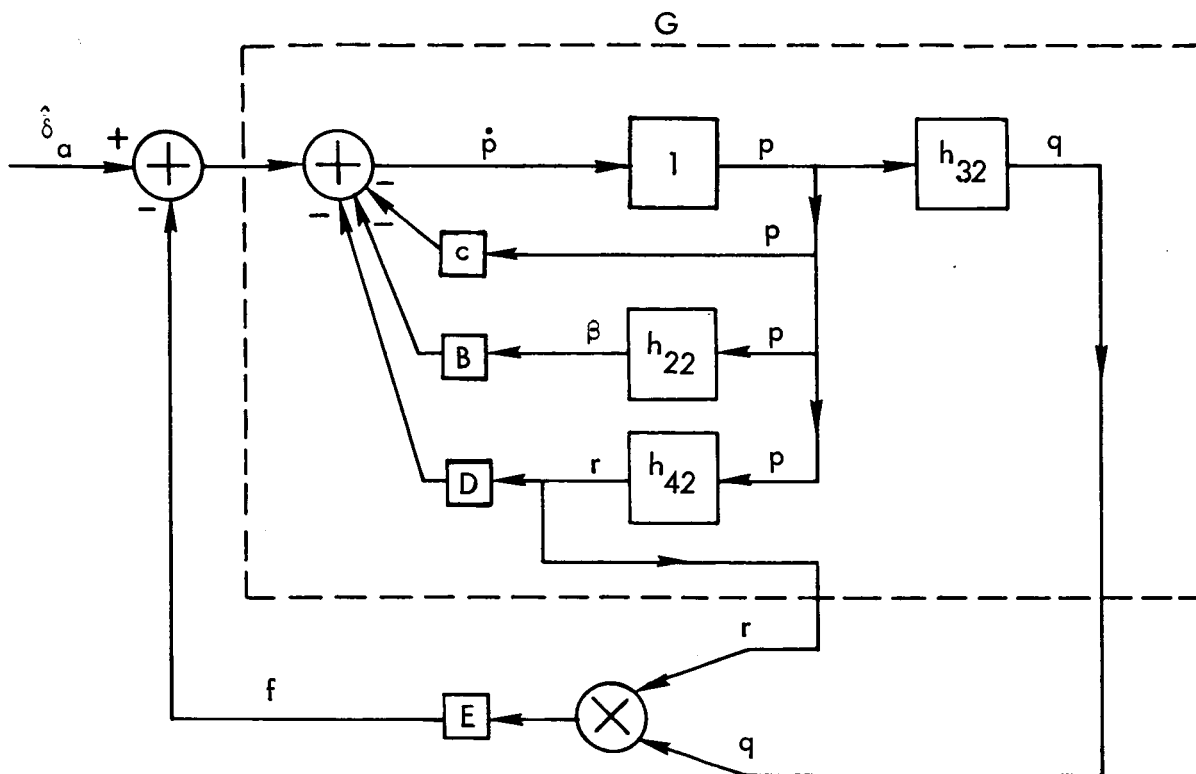 G
δ̂a
+
+
+
ṗ
1
p
h32
q
-
-
-
-
c
p
β
B
h22
p
D
r
h42
p
r
f
E
×
q